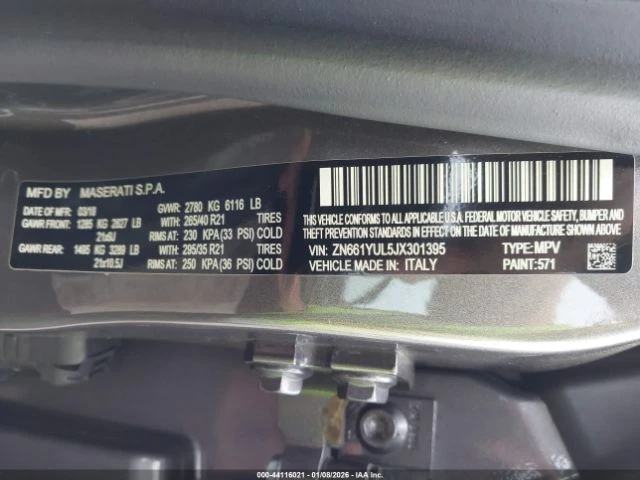 MFD BY MASERATI S.P.A.
DATE OF MFD: 03/18 GVWR: 2780 KG 6116 LB
GAWR FRONT: 1285 KG 2827 LB WITH: 265/40 R21 TIRES
21x9J RIMS AT: 230 KPA (33 PSI) COLD
GAWR REAR: 1495 KG 3289 LB WITH: 295/35 R21 TIRES
21x10.5J RIMS AT: 250 KPA (36 PSI) COLD
THIS VEHICLE CONFORMS TO ALL APPLICABLE U.S.A. FEDERAL MOTOR VEHICLE SAFETY, BUMPER
AND THEFT PREVENTION STANDARDS IN EFFECT ON THE DATE OF MANUFACTURE SHOWN ABOVE.
VIN: ZN661YUL5JX301395 TYPE: MPV
VEHICLE MADE IN: ITALY PAINT: 571
000-44116021 | 01/08/2026 - IAA Inc.